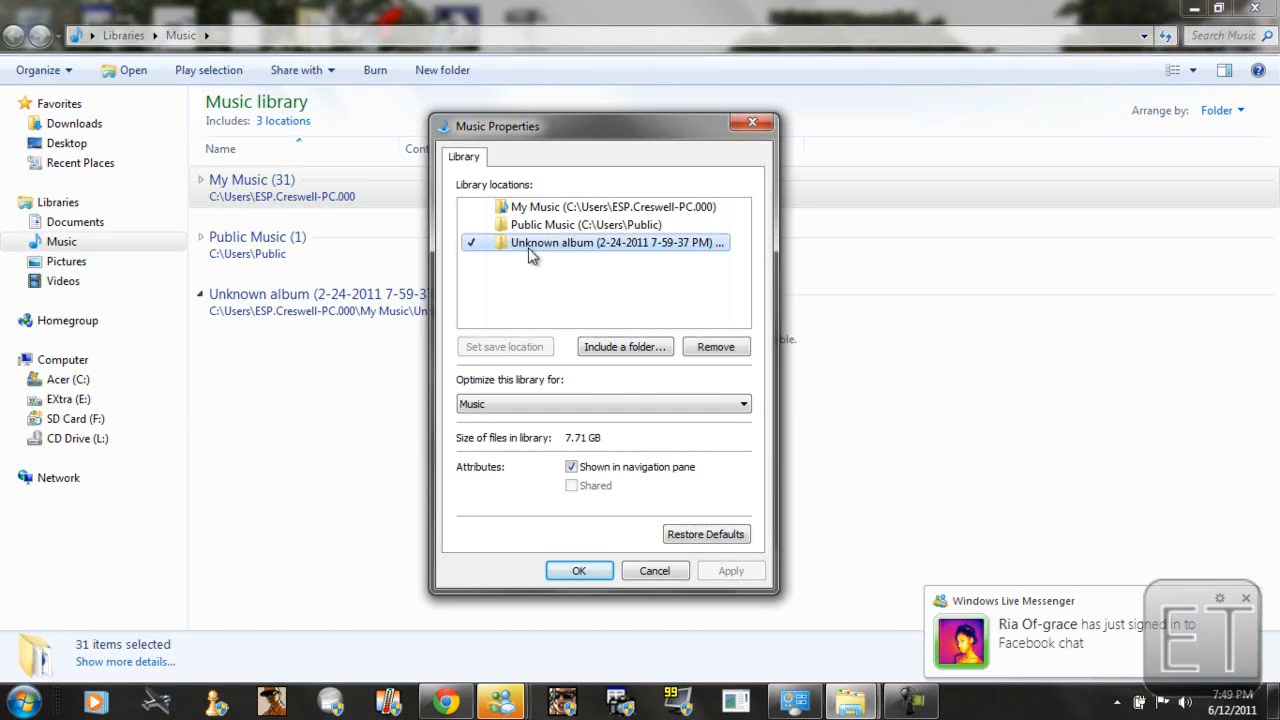 Libraries Music
Search Music
Organize Open Play selection Share with Burn New folder
Favorites
Downloads
Desktop
Recent Places
Libraries
Documents
Music
Pictures
Videos
Homegroup
Computer
Acer (C:)
EXtra (E:)
SD Card (F:)
CD Drive (L:)
Network
Music library
Includes: 3 locations
Arrange by: Folder
Name
My Music (31)
C:\Users\ESP.Creswell-PC.000
Public Music (1)
C:\Users\Public
Unknown album (2-24-2011 7-59-3
C:\Users\ESP.Creswell-PC.000\My Music\Un
Music Properties
Library
Library locations:
My Music (C:\Users\ESP.Creswell-PC.000)
Public Music (C:\Users\Public)
Unknown album (2-24-2011 7-59-37 PM) ...
Set save location Include a folder... Remove
Optimize this library for:
Music
Size of files in library: 7.71 GB
Attributes: Shown in navigation pane
Shared
Restore Defaults
OK Cancel Apply
31 items selected
Show more details...
Windows Live Messenger
Ria Of-grace has just signed in to
Facebook chat
ET
99
7:49 PM
6/12/2011